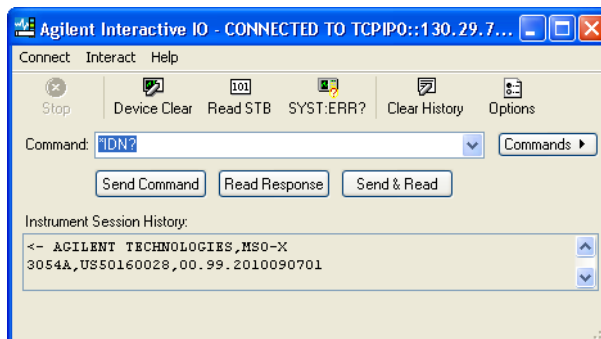 Agilent Interactive IO - CONNECTED TO TCPIP0::130.29.7...
Connect Interact Help
Stop Device Clear Read STB SYST:ERR? Clear History Options
101
Command: *IDN? Commands
Send Command Read Response Send & Read
Instrument Session History:
<- AGILENT TECHNOLOGIES,MSO-X
3054A,US50160028,00.99.2010090701